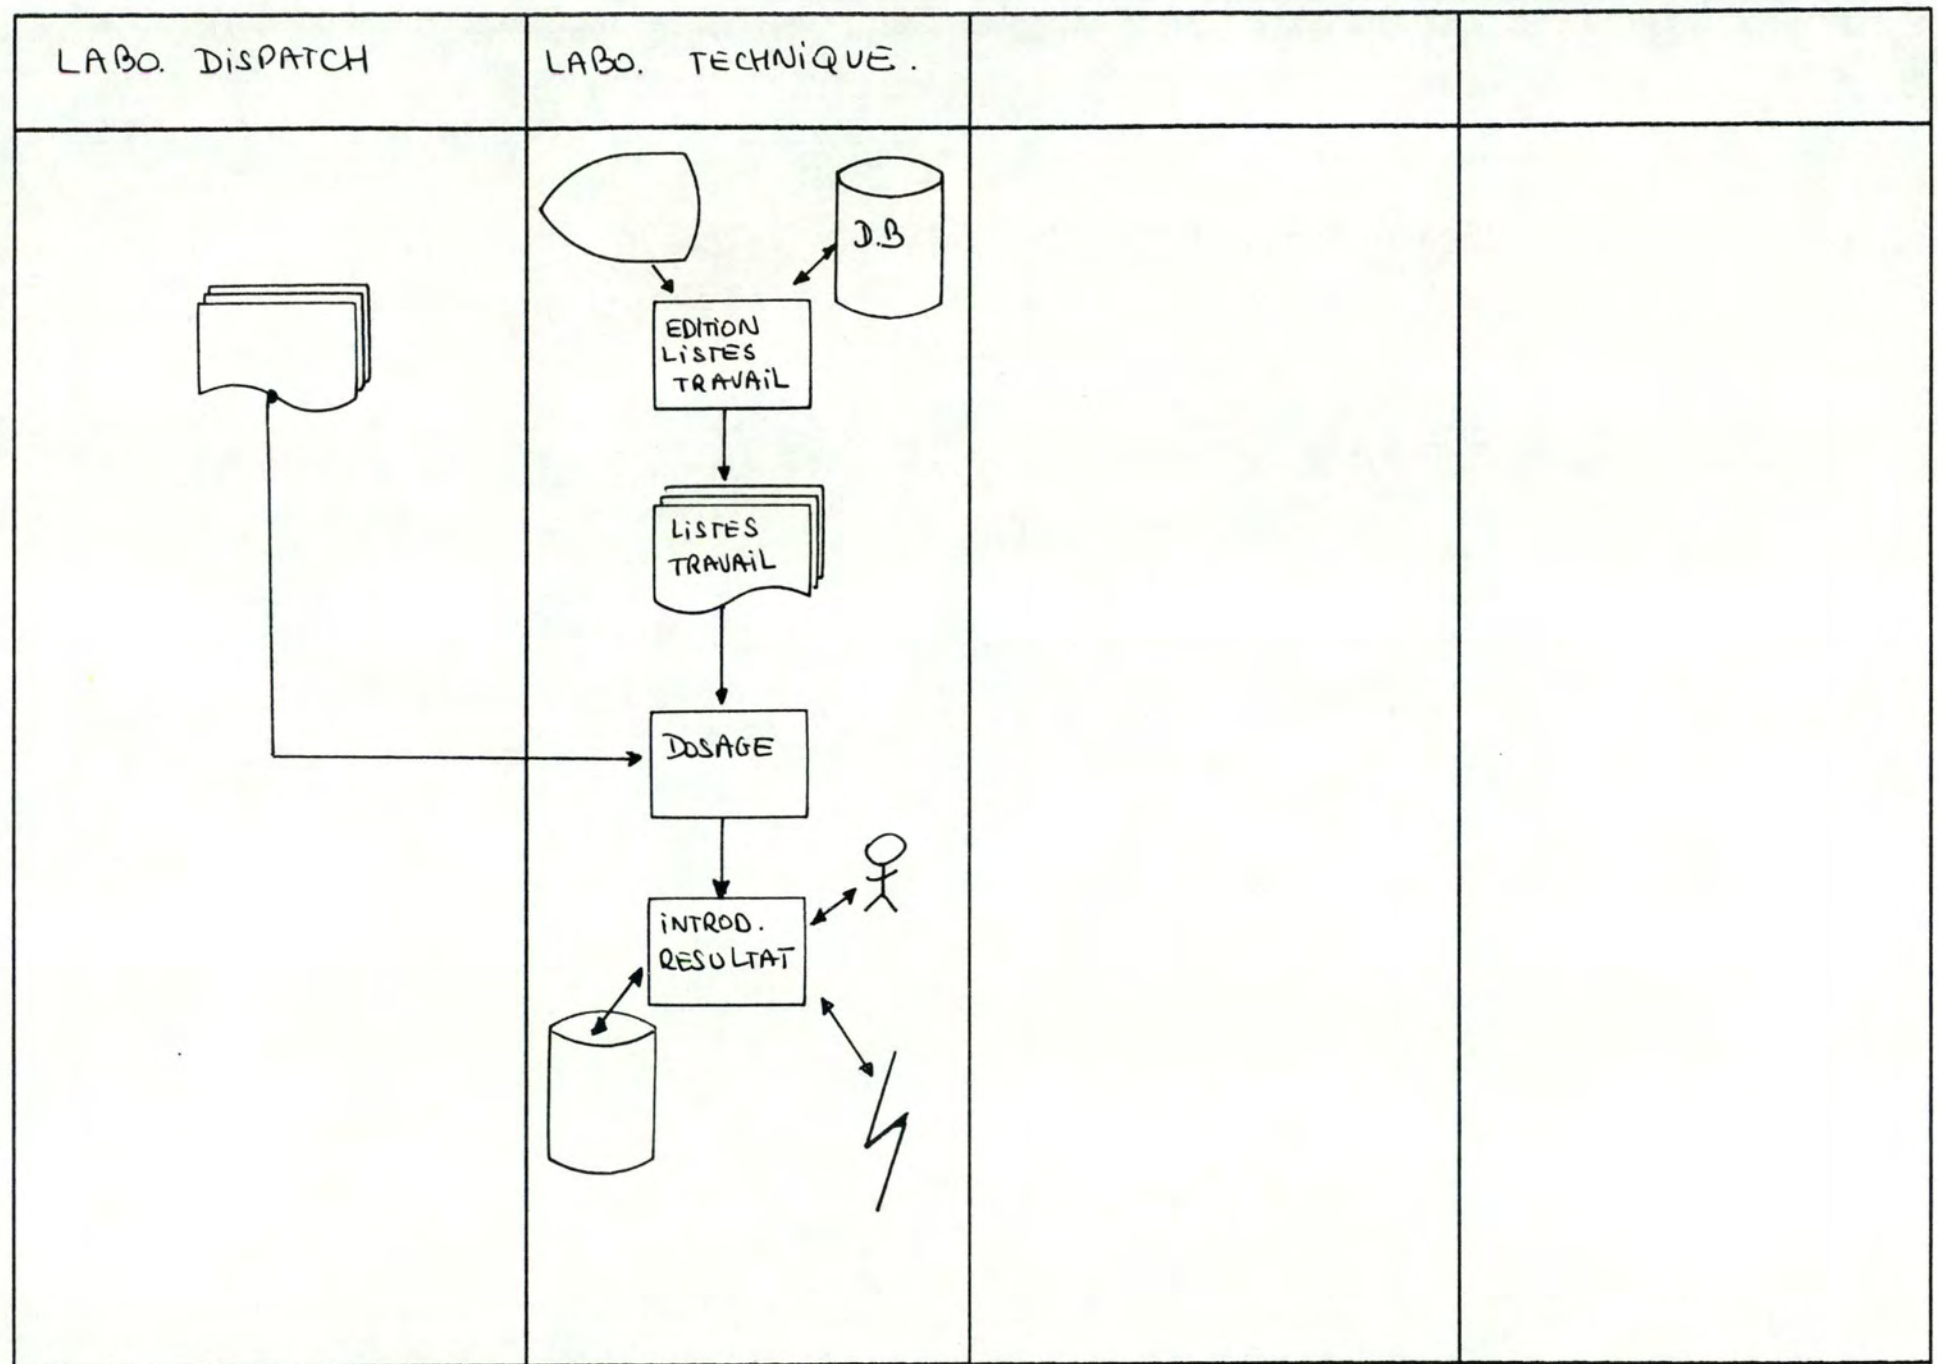 LABO. DISPATCH
LABO. TECHNIQUE.
D.B
EDITION
LISTES
TRAVAIL
LISTES
TRAVAIL
DOSAGE
INTROD.
RESULTAT